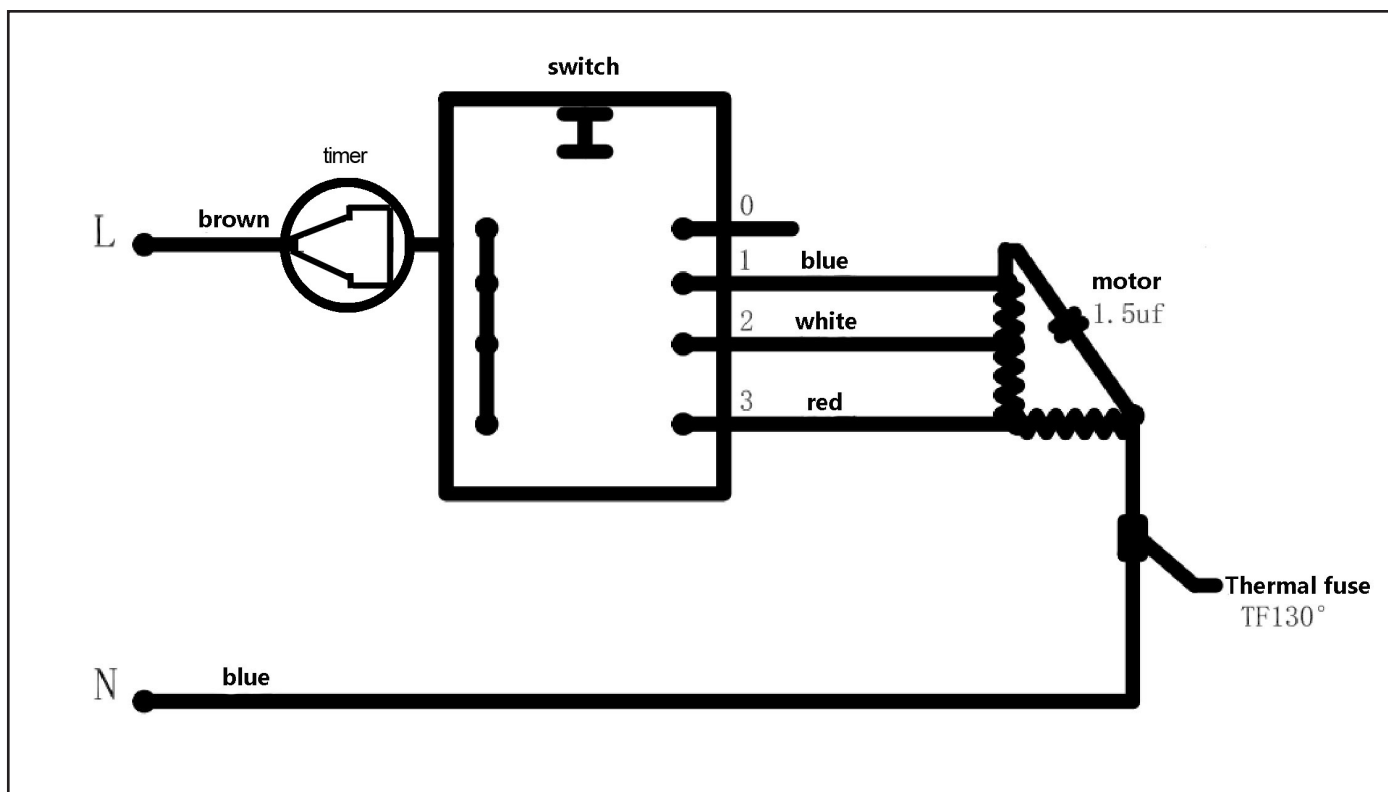 switch
timer
L
brown
0
1
blue
2
white
3
red
motor
1.5uf
Thermal fuse
TF130°
N
blue